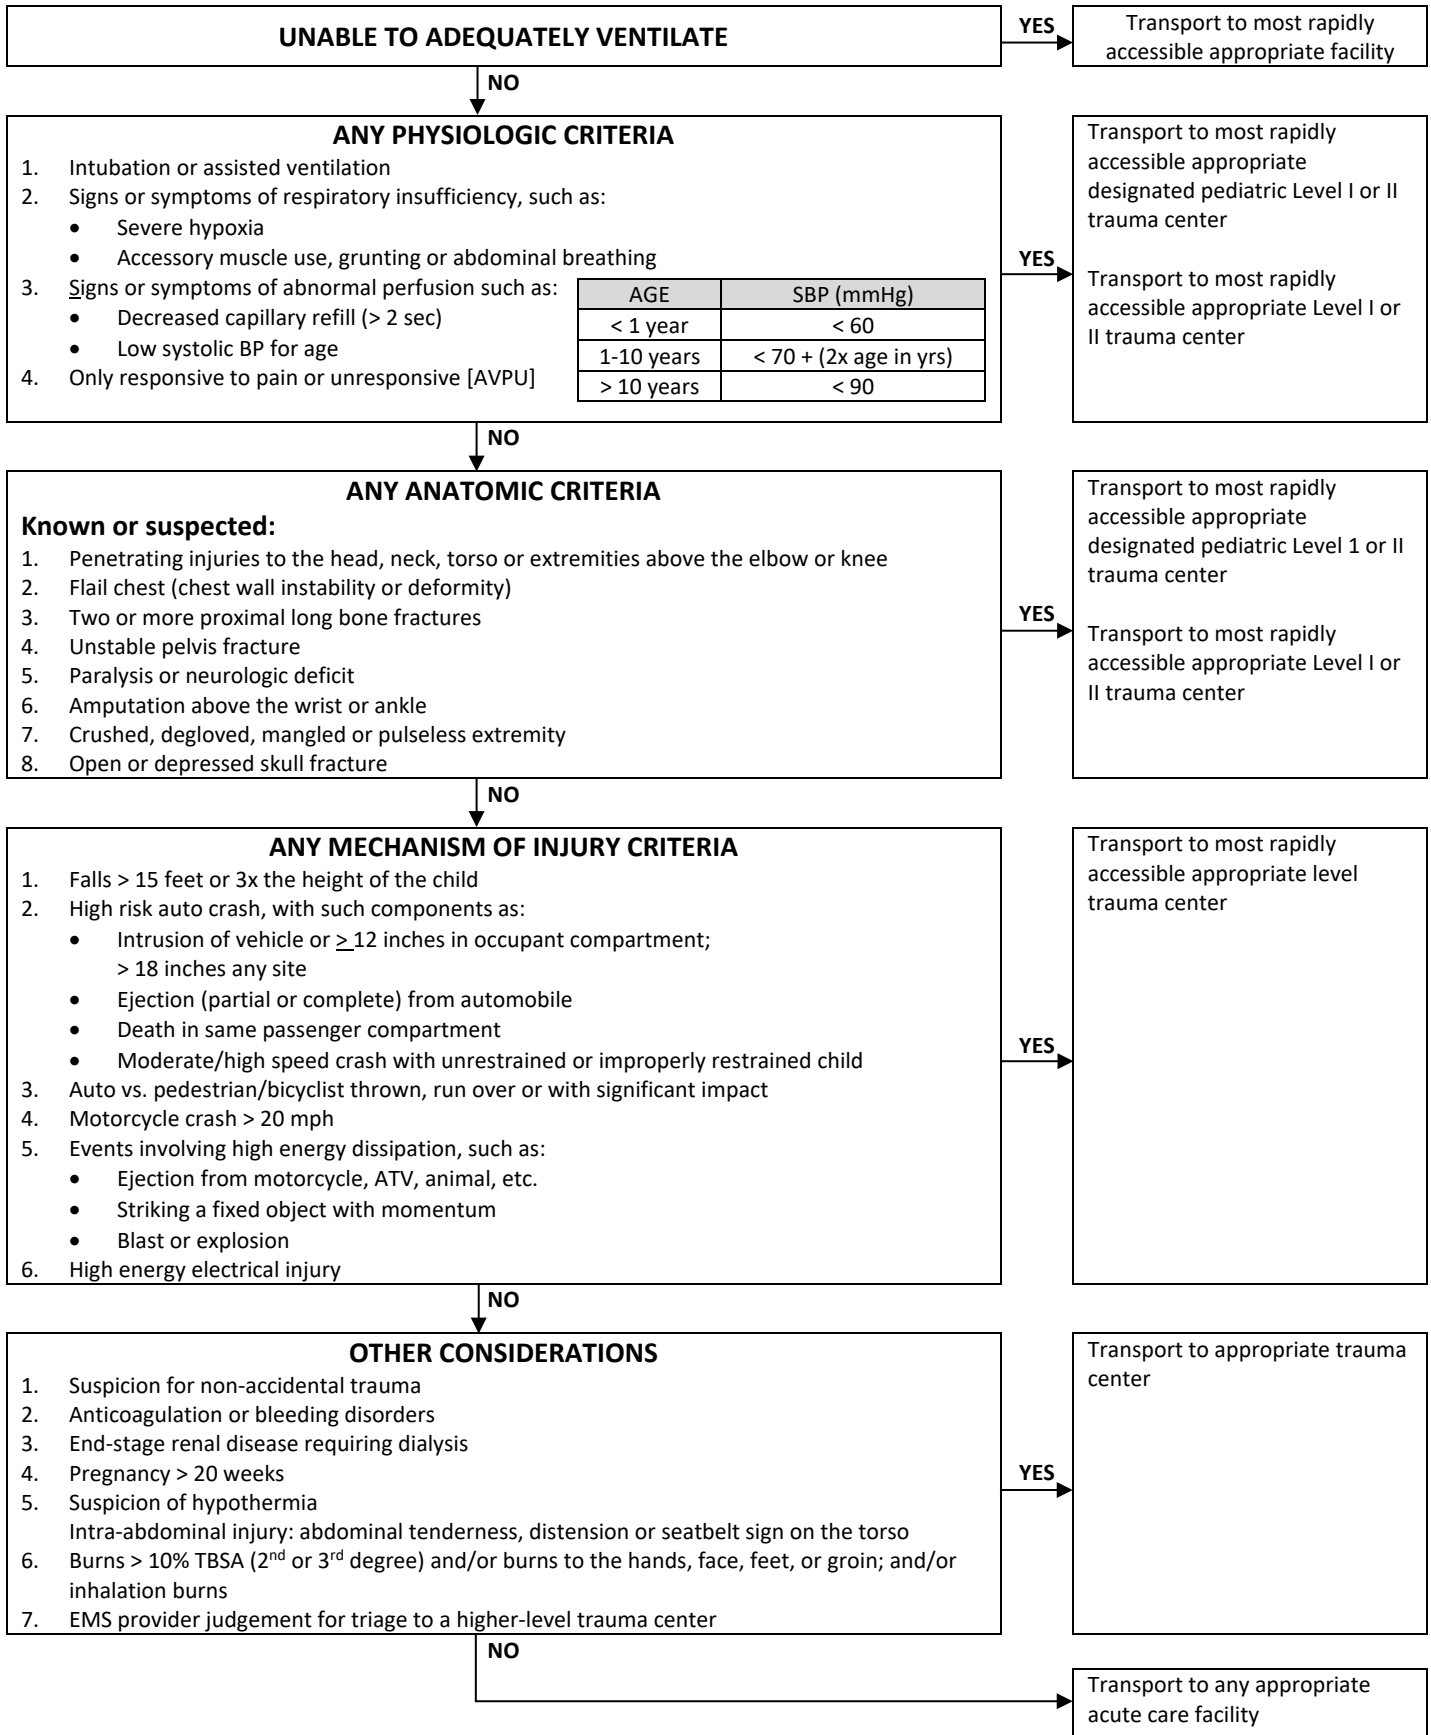 UNABLE TO ADEQUATELY VENTILATE
YES
Transport to most rapidly
accessible appropriate facility
NO
ANY PHYSIOLOGIC CRITERIA
1. Intubation or assisted ventilation
2. Signs or symptoms of respiratory insufficiency, such as:
• Severe hypoxia
• Accessory muscle use, grunting or abdominal breathing
3. Signs or symptoms of abnormal perfusion such as:
• Decreased capillary refill (> 2 sec)
• Low systolic BP for age
4. Only responsive to pain or unresponsive [AVPU]
AGE SBP (mmHg)
< 1 year < 60
1-10 years < 70 + (2x age in yrs)
> 10 years < 90
YES
Transport to most rapidly
accessible appropriate
designated pediatric Level I or II
trauma center
Transport to most rapidly
accessible appropriate Level I or
II trauma center
NO
ANY ANATOMIC CRITERIA
Known or suspected:
1. Penetrating injuries to the head, neck, torso or extremities above the elbow or knee
2. Flail chest (chest wall instability or deformity)
3. Two or more proximal long bone fractures
4. Unstable pelvis fracture
5. Paralysis or neurologic deficit
6. Amputation above the wrist or ankle
7. Crushed, degloved, mangled or pulseless extremity
8. Open or depressed skull fracture
YES
Transport to most rapidly
accessible appropriate
designated pediatric Level 1 or II
trauma center
Transport to most rapidly
accessible appropriate Level I or
II trauma center
NO
ANY MECHANISM OF INJURY CRITERIA
1. Falls > 15 feet or 3x the height of the child
2. High risk auto crash, with such components as:
• Intrusion of vehicle or > 12 inches in occupant compartment;
> 18 inches any site
• Ejection (partial or complete) from automobile
• Death in same passenger compartment
• Moderate/high speed crash with unrestrained or improperly restrained child
3. Auto vs. pedestrian/bicyclist thrown, run over or with significant impact
4. Motorcycle crash > 20 mph
5. Events involving high energy dissipation, such as:
• Ejection from motorcycle, ATV, animal, etc.
• Striking a fixed object with momentum
• Blast or explosion
6. High energy electrical injury
YES
Transport to most rapidly
accessible appropriate level
trauma center
NO
OTHER CONSIDERATIONS
1. Suspicion for non-accidental trauma
2. Anticoagulation or bleeding disorders
3. End-stage renal disease requiring dialysis
4. Pregnancy > 20 weeks
5. Suspicion of hypothermia
Intra-abdominal injury: abdominal tenderness, distension or seatbelt sign on the torso
6. Burns > 10% TBSA (2nd or 3rd degree) and/or burns to the hands, face, feet, or groin; and/or
inhalation burns
7. EMS provider judgement for triage to a higher-level trauma center
YES
Transport to appropriate trauma
center
NO
Transport to any appropriate
acute care facility